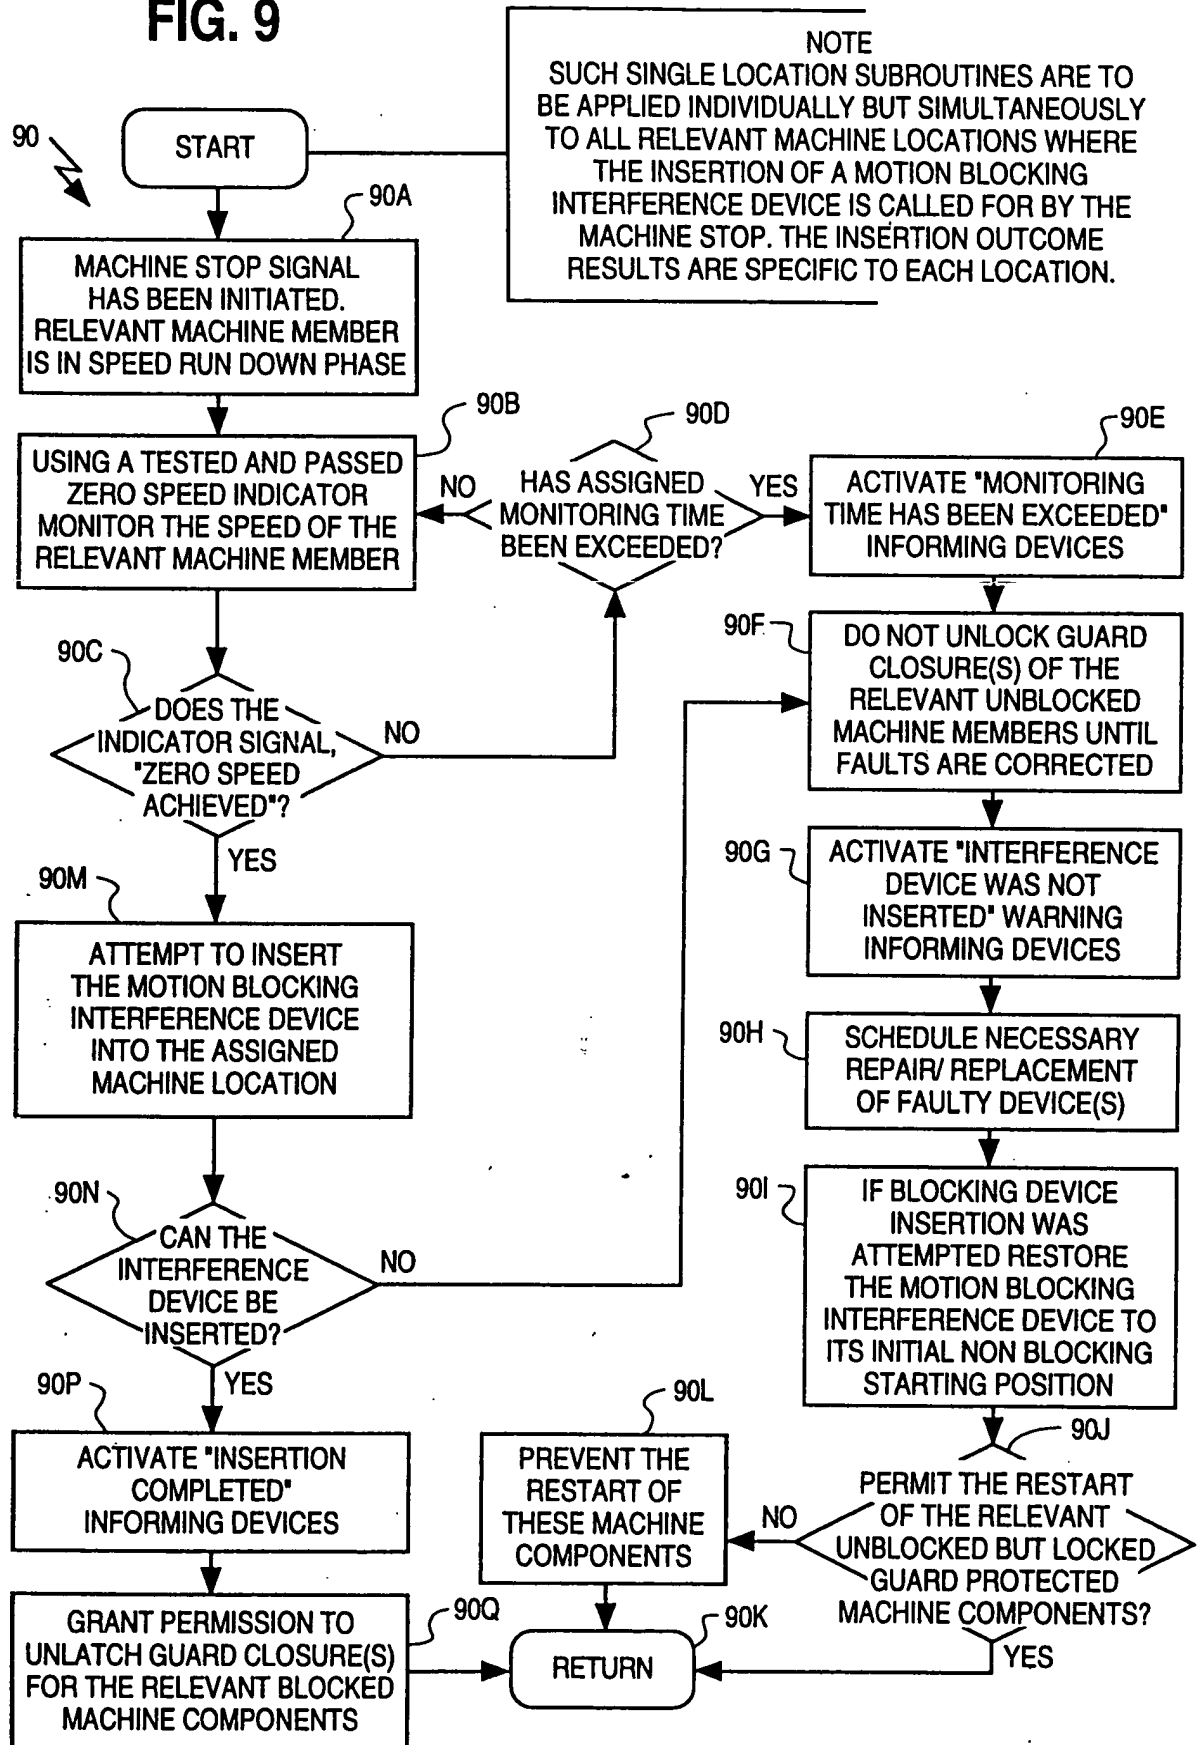 FIG. 9
NOTE
SUCH SINGLE LOCATION SUBROUTINES ARE TO
BE APPLIED INDIVIDUALLY BUT SIMULTANEOUSLY
TO ALL RELEVANT MACHINE LOCATIONS WHERE
THE INSERTION OF A MOTION BLOCKING
INTERFERENCE DEVICE IS CALLED FOR BY THE
MACHINE STOP. THE INSERTION OUTCOME
RESULTS ARE SPECIFIC TO EACH LOCATION.
90
START
90A
MACHINE STOP SIGNAL
HAS BEEN INITIATED.
RELEVANT MACHINE MEMBER
IS IN SPEED RUN DOWN PHASE
90B
USING A TESTED AND PASSED
ZERO SPEED INDICATOR
MONITOR THE SPEED OF THE
RELEVANT MACHINE MEMBER
90D
NO
HAS ASSIGNED
MONITORING TIME
BEEN EXCEEDED?
YES
90E
ACTIVATE "MONITORING
TIME HAS BEEN EXCEEDED"
INFORMING DEVICES
90C
DOES THE
INDICATOR SIGNAL,
"ZERO SPEED
ACHIEVED"?
NO
YES
90F
DO NOT UNLOCK GUARD
CLOSURE(S) OF THE
RELEVANT UNBLOCKED
MACHINE MEMBERS UNTIL
FAULTS ARE CORRECTED
90G
ACTIVATE "INTERFERENCE
DEVICE WAS NOT
INSERTED" WARNING
INFORMING DEVICES
90M
ATTEMPT TO INSERT
THE MOTION BLOCKING
INTERFERENCE DEVICE
INTO THE ASSIGNED
MACHINE LOCATION
90H
SCHEDULE NECESSARY
REPAIR/ REPLACEMENT
OF FAULTY DEVICE(S)
90N
CAN THE
INTERFERENCE
DEVICE BE
INSERTED?
NO
YES
90I
IF BLOCKING DEVICE
INSERTION WAS
ATTEMPTED RESTORE
THE MOTION BLOCKING
INTERFERENCE DEVICE TO
ITS INITIAL NON BLOCKING
STARTING POSITION
90P
ACTIVATE "INSERTION
COMPLETED"
INFORMING DEVICES
90L
PREVENT THE
RESTART OF
THESE MACHINE
COMPONENTS
NO
90J
PERMIT THE RESTART
OF THE RELEVANT
UNBLOCKED BUT LOCKED
GUARD PROTECTED
MACHINE COMPONENTS?
YES
90Q
GRANT PERMISSION TO
UNLATCH GUARD CLOSURE(S)
FOR THE RELEVANT BLOCKED
MACHINE COMPONENTS
90K
RETURN